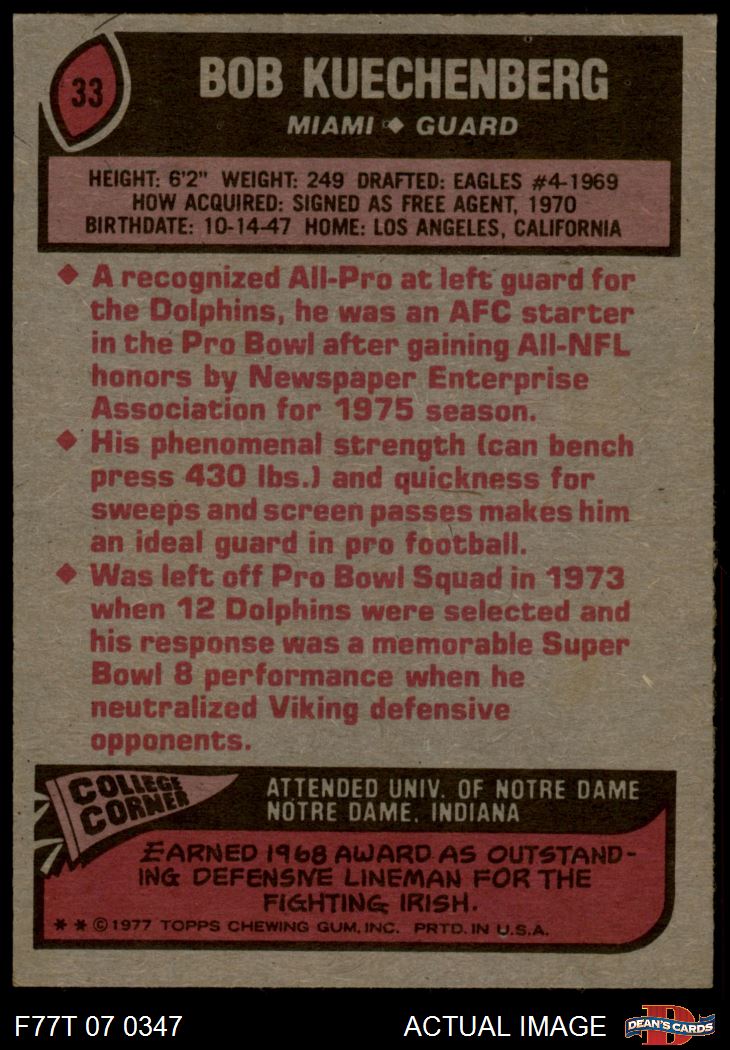 33
BOB KUECHENBERG
MIAMI ◆ GUARD
HEIGHT: 6'2" WEIGHT: 249 DRAFTED: EAGLES #4-1969
HOW ACQUIRED: SIGNED AS FREE AGENT, 1970
BIRTHDATE: 10-14-47 HOME: LOS ANGELES, CALIFORNIA
◆ A recognized All-Pro at left guard for
the Dolphins, he was an AFC starter
in the Pro Bowl after gaining All-NFL
honors by Newspaper Enterprise
Association for 1975 season.
◆ His phenomenal strength (can bench
press 430 lbs.) and quickness for
sweeps and screen passes makes him
an ideal guard in pro football.
◆ Was left off Pro Bowl Squad in 1973
when 12 Dolphins were selected and
his response was a memorable Super
Bowl 8 performance when he
neutralized Viking defensive
opponents.
COLLEGE
CORNER
ATTENDED UNIV. OF NOTRE DAME
NOTRE DAME, INDIANA
EARNED 1968 AWARD AS OUTSTAND-
ING DEFENSIVE LINEMAN FOR THE
FIGHTING IRISH.
* * © 1977 TOPPS CHEWING GUM, INC. PRTD. IN U.S.A.
F77T 07 0347
ACTUAL IMAGE
D
DEAN'S CARDS